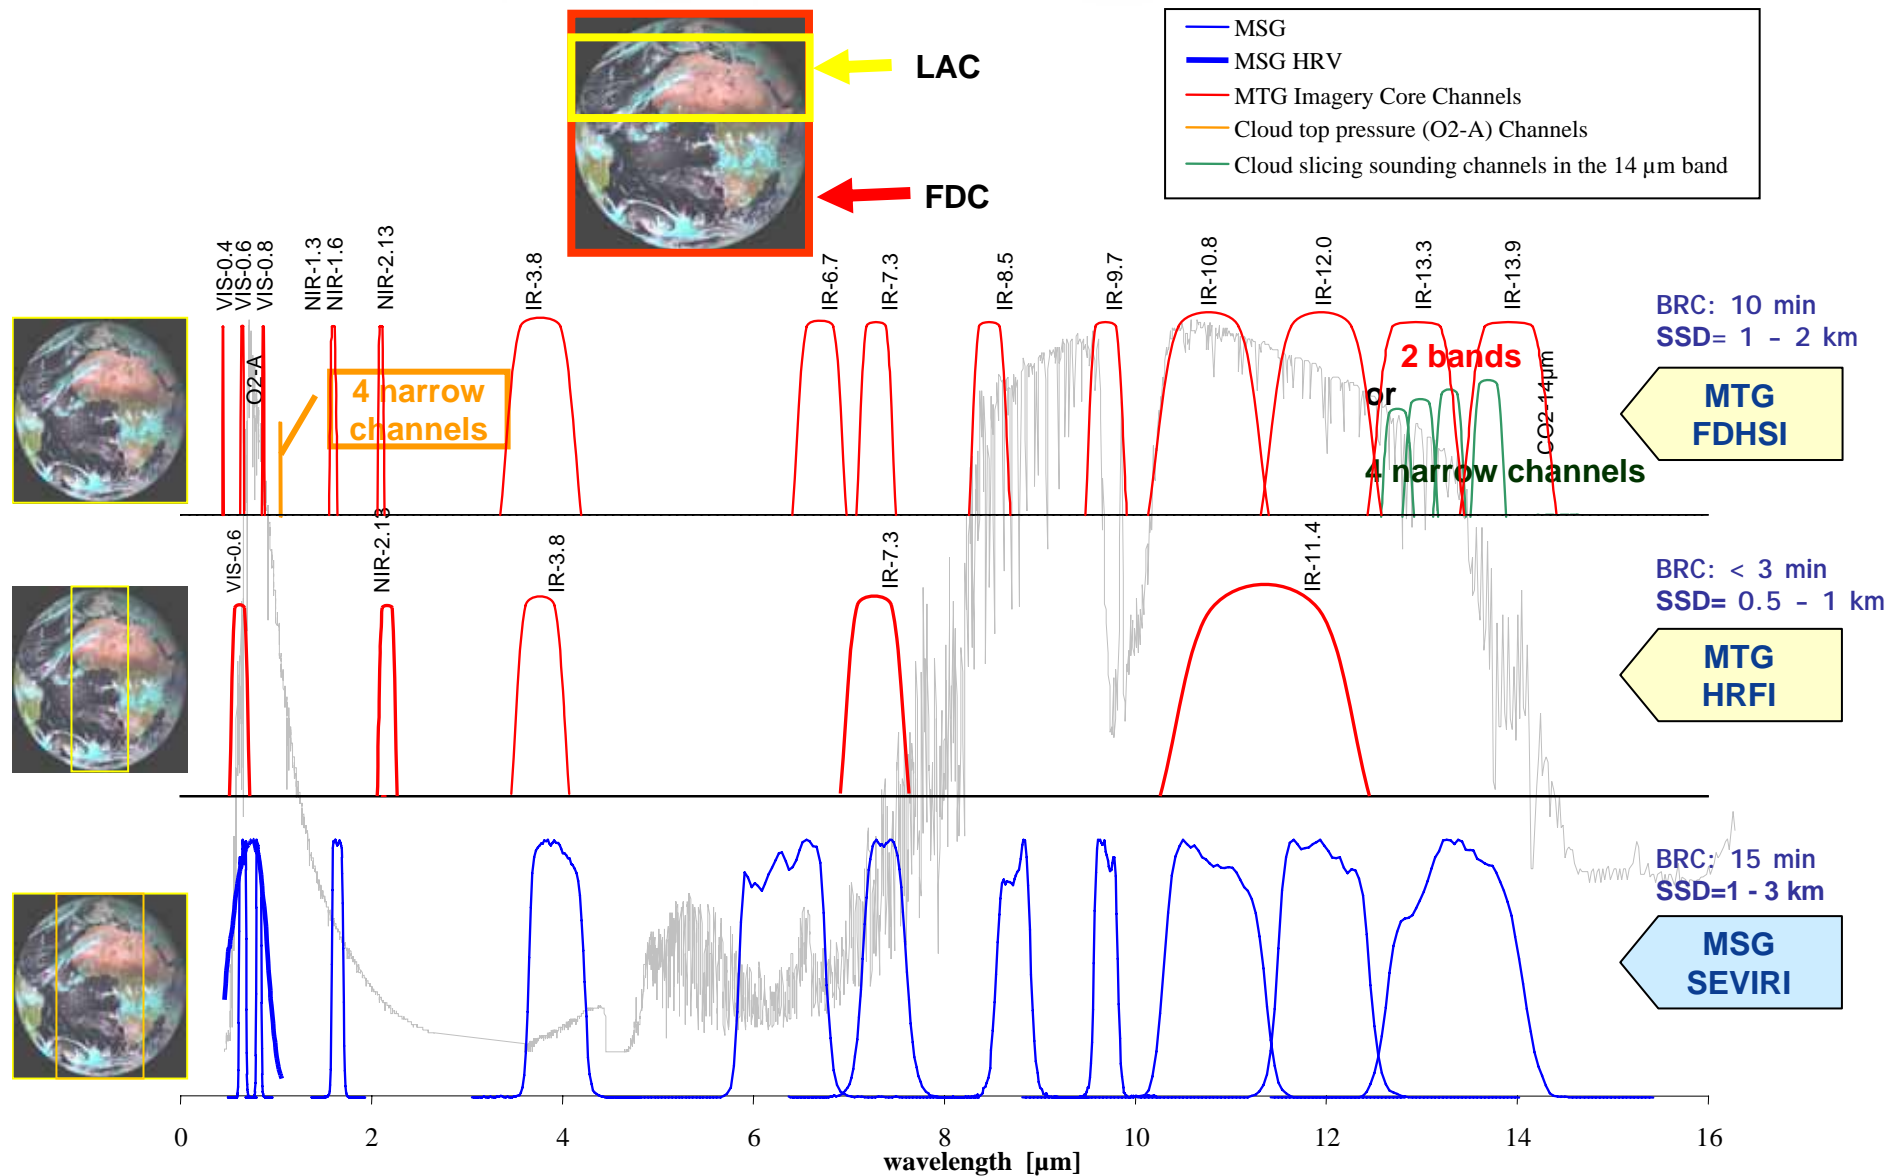 LAC
FDC
MSG
MSG HRV
MTG Imagery Core Channels
Cloud top pressure (O2-A) Channels
Cloud slicing sounding channels in the 14 µm band
VIS-0.4
VIS-0.6
VIS-0.8
NIR-1.3
NIR-1.6
NIR-2.13
IR-3.8
IR-6.7
IR-7.3
IR-8.5
IR-9.7
IR-10.8
IR-12.0
IR-13.3
IR-13.9
O2-A
4 narrow
channels
2 bands
or
4 narrow channels
CO2-14µm
BRC: 10 min
SSD= 1 - 2 km
MTG
FDHSI
VIS-0.6
NIR-2.13
IR-3.8
IR-7.3
IR-11.4
BRC: < 3 min
SSD= 0.5 - 1 km
MTG
HRFI
BRC: 15 min
SSD=1 - 3 km
MSG
SEVIRI
0 2 4 6 8 10 12 14 16
wavelength [µm]